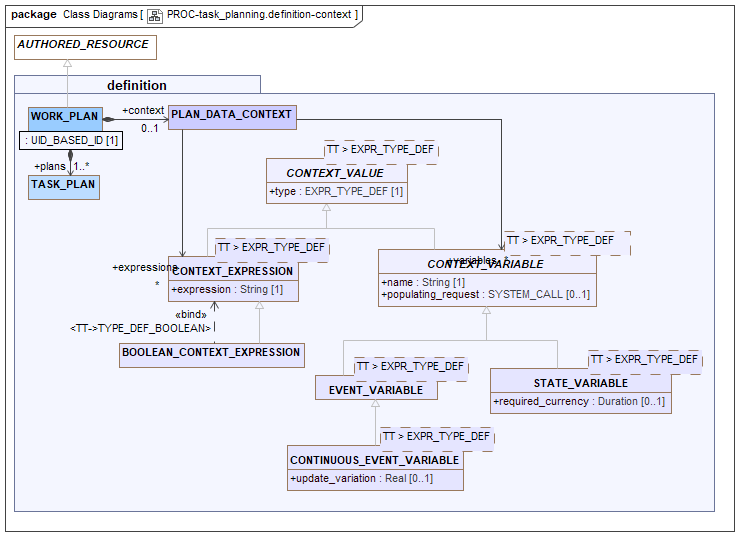 package Class Diagrams [ PROC-task_planning.definition-context ]
AUTHORED_RESOURCE
definition
WORK_PLAN
: UID_BASED_ID [1]
+context
0..1
PLAN_DATA_CONTEXT
+plans
1..*
TASK_PLAN
TT > EXPR_TYPE_DEF
CONTEXT_VALUE
+type : EXPR_TYPE_DEF [1]
TT > EXPR_TYPE_DEF
+expressions
*
CONTEXT_EXPRESSION
+expression : String [1]
TT > EXPR_TYPE_DEF
+variables
*
CONTEXT_VARIABLE
+name : String [1]
+populating_request : SYSTEM_CALL [0..1]
«bind»
<TT->TYPE_DEF_BOOLEAN>
BOOLEAN_CONTEXT_EXPRESSION
TT > EXPR_TYPE_DEF
EVENT_VARIABLE
TT > EXPR_TYPE_DEF
STATE_VARIABLE
+required_currency : Duration [0..1]
TT > EXPR_TYPE_DEF
CONTINUOUS_EVENT_VARIABLE
+update_variation : Real [0..1]